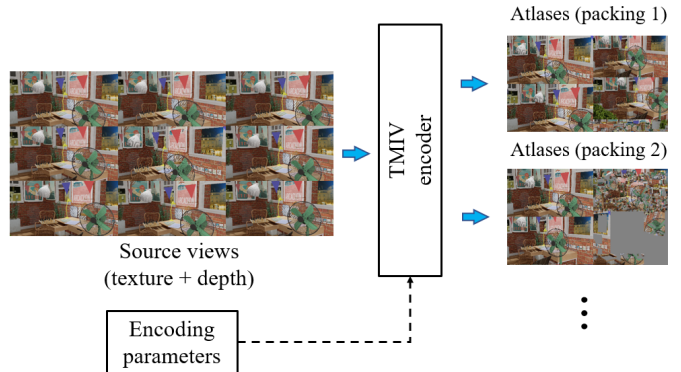 Atlases (packing 1)
TMIV
encoder
Atlases (packing 2)
Source views
(texture + depth)
Encoding
parameters